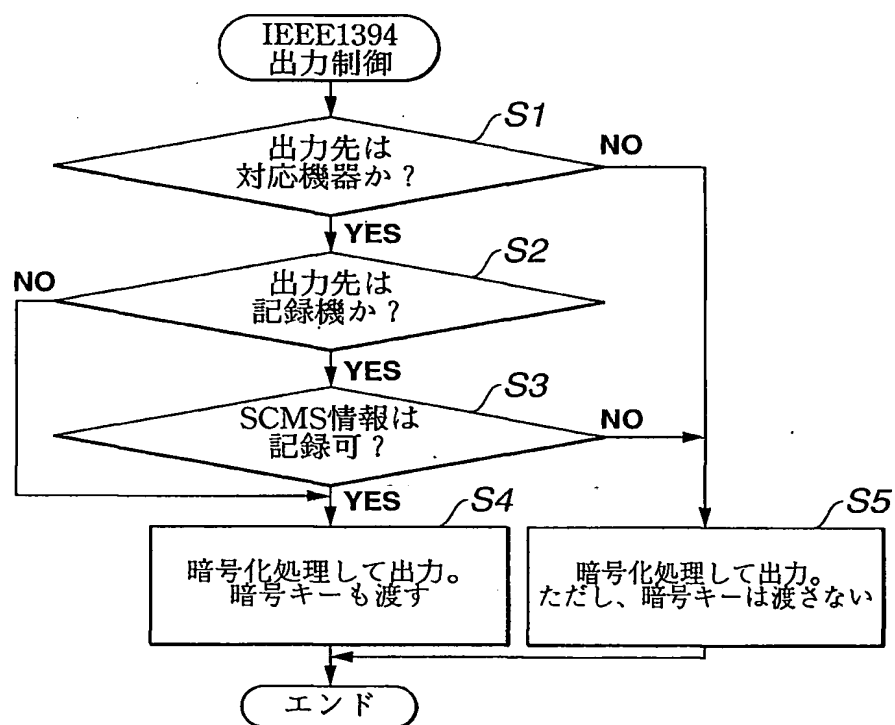 IEEE1394
出力制御
S1
出力先は
対応機器か?
NO
YES
S2
NO
出力先は
記録機か?
YES
S3
SCMS情報は
記録可?
NO
YES
S4
暗号化処理して出力。
暗号キーも渡す
S5
暗号化処理して出力。
ただし、暗号キーは渡さない
エンド